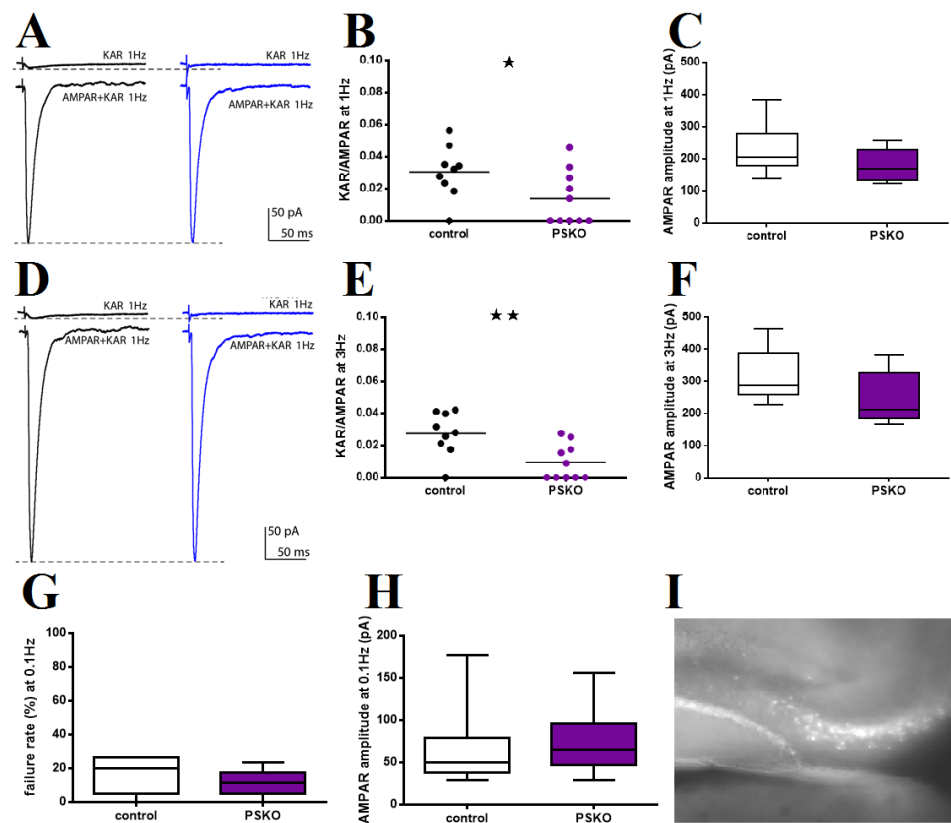 A
KAR 1Hz
KAR 1Hz
AMPAR+KAR 1Hz
AMPAR+KAR 1Hz
50 pA
50 ms
B
KAR/AMPAR at 1Hz
0.10
0.08
0.06
0.04
0.02
0.00
control
PSKO
C
AMPAR amplitude at 1Hz (pA)
500
400
300
200
100
0
control
PSKO
D
KAR 1Hz
KAR 1Hz
AMPAR+KAR 1Hz
AMPAR+KAR 1Hz
50 pA
50 ms
E
KAR/AMPAR at 3Hz
0.10
0.08
0.06
0.04
0.02
0.00
control
PSKO
F
AMPAR amplitude at 3Hz (pA)
500
400
300
200
100
0
control
PSKO
G
failure rate (%) at 0.1Hz
100
80
60
40
20
0
control
PSKO
H
AMPAR amplitude at 0.1Hz (pA)
200
150
100
50
0
control
PSKO
I